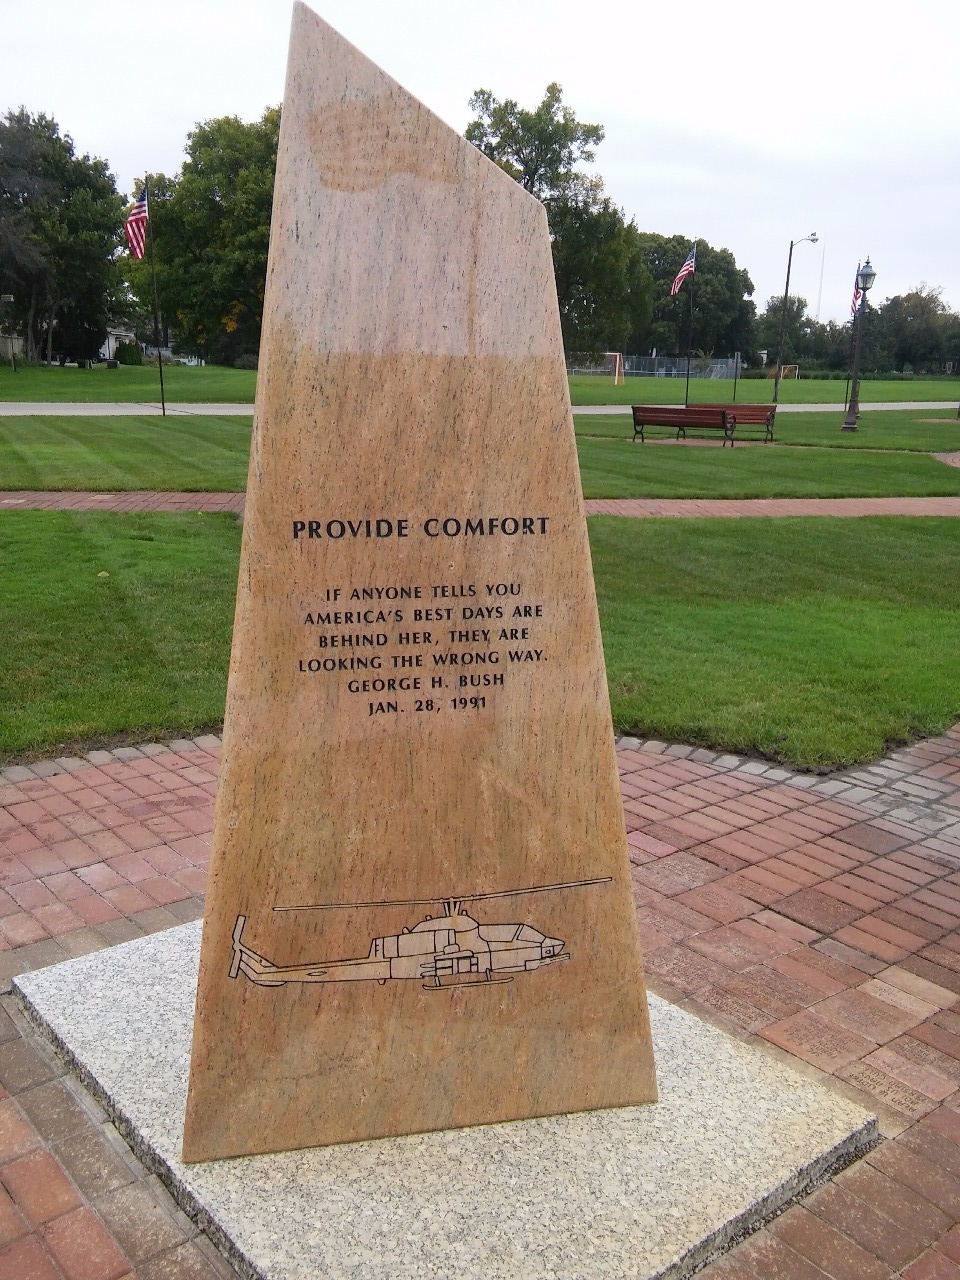 PROVIDE COMFORT
IF ANYONE TELLS YOU
AMERICA'S BEST DAYS ARE
BEHIND HER, THEY ARE
LOOKING THE WRONG WAY.
GEORGE H. BUSH
JAN. 28, 1991